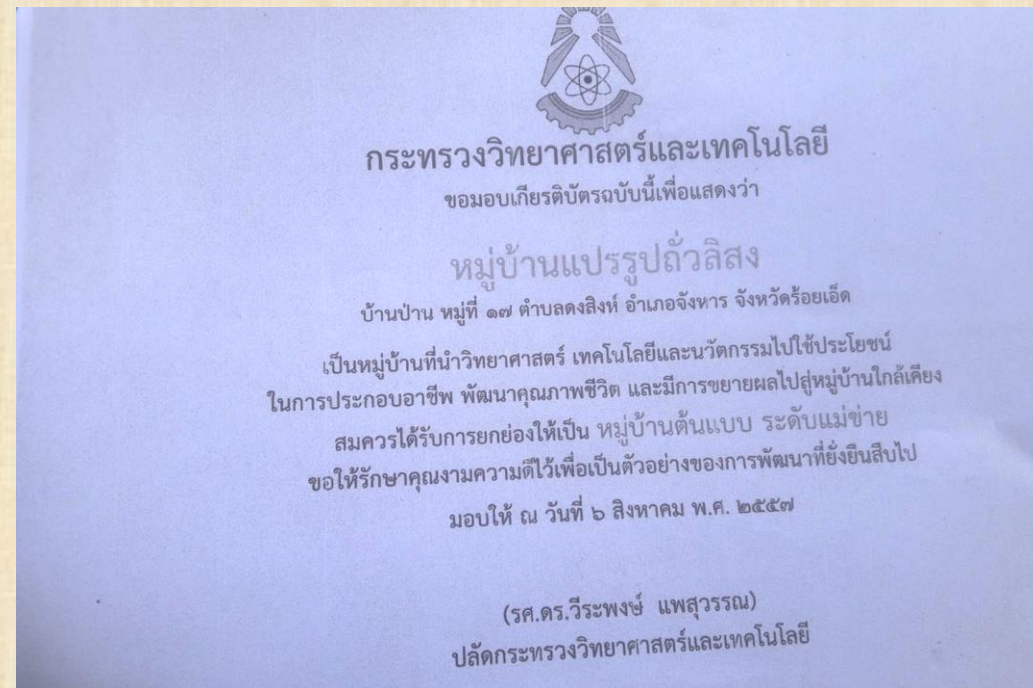 กระทรวงวิทยาศาสตร์และเทคโนโลยี
ขอมอบเกียรติบัตรฉบับนี้เพื่อแสดงว่า
หมู่บ้านแปรรูปถั่วลิสง
บ้านป่าน หมู่ที่ ๑๗ ตำบลดงสิงห์ อำเภอจังหาร จังหวัดร้อยเอ็ด
เป็นหมู่บ้านที่นำวิทยาศาสตร์ เทคโนโลยีและนวัตกรรมไปใช้ประโยชน์
ในการประกอบอาชีพ พัฒนาคุณภาพชีวิต และมีการขยายผลไปสู่หมู่บ้านใกล้เคียง
สมควรได้รับการยกย่องให้เป็น หมู่บ้านต้นแบบ ระดับแม่ข่าย
ขอให้รักษาคุณงามความดีไว้เพื่อเป็นตัวอย่างของการพัฒนาที่ยั่งยืนสืบไป
มอบให้ ณ วันที่ ๖ สิงหาคม พ.ศ. ๒๕๕๗
(รศ.ดร.วีระพงษ์ แพสุวรรณ)
ปลัดกระทรวงวิทยาศาสตร์และเทคโนโลยี